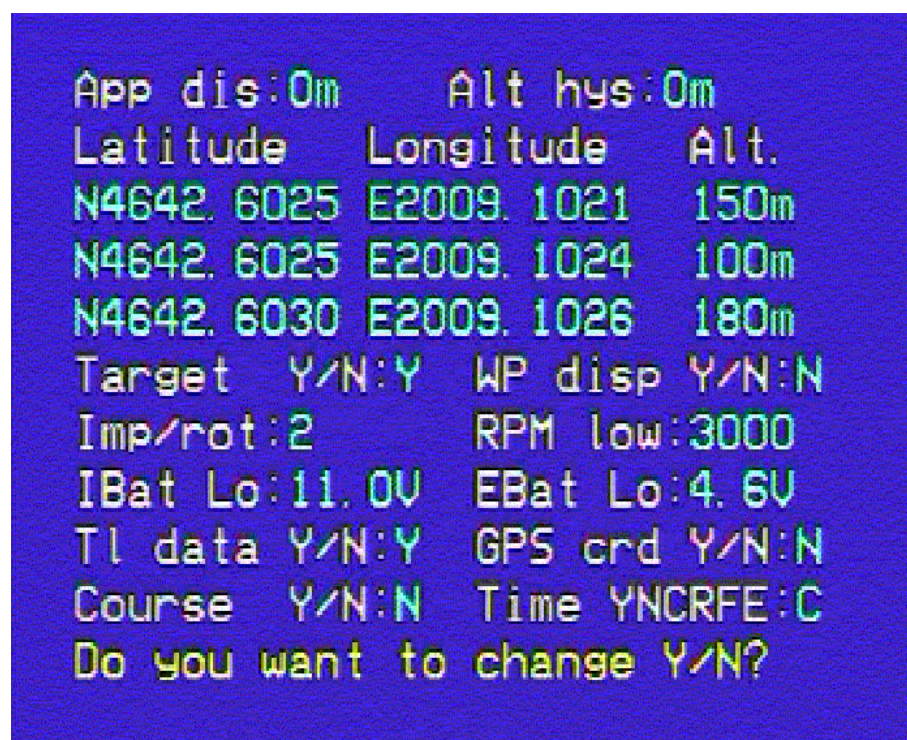 App dis:0m Alt hys:0m
Latitude Longitude Alt.
N4642.6025 E2009.1021 150m
N4642.6025 E2009.1024 100m
N4642.6030 E2009.1026 180m
Target Y/N:Y WP disp Y/N:N
Imp/rot:2 RPM low:3000
IBat Lo:11.0V EBat Lo:4.6V
Tl data Y/N:Y GPS crd Y/N:N
Course Y/N:N Time YNCRFE:C
Do you want to change Y/N?